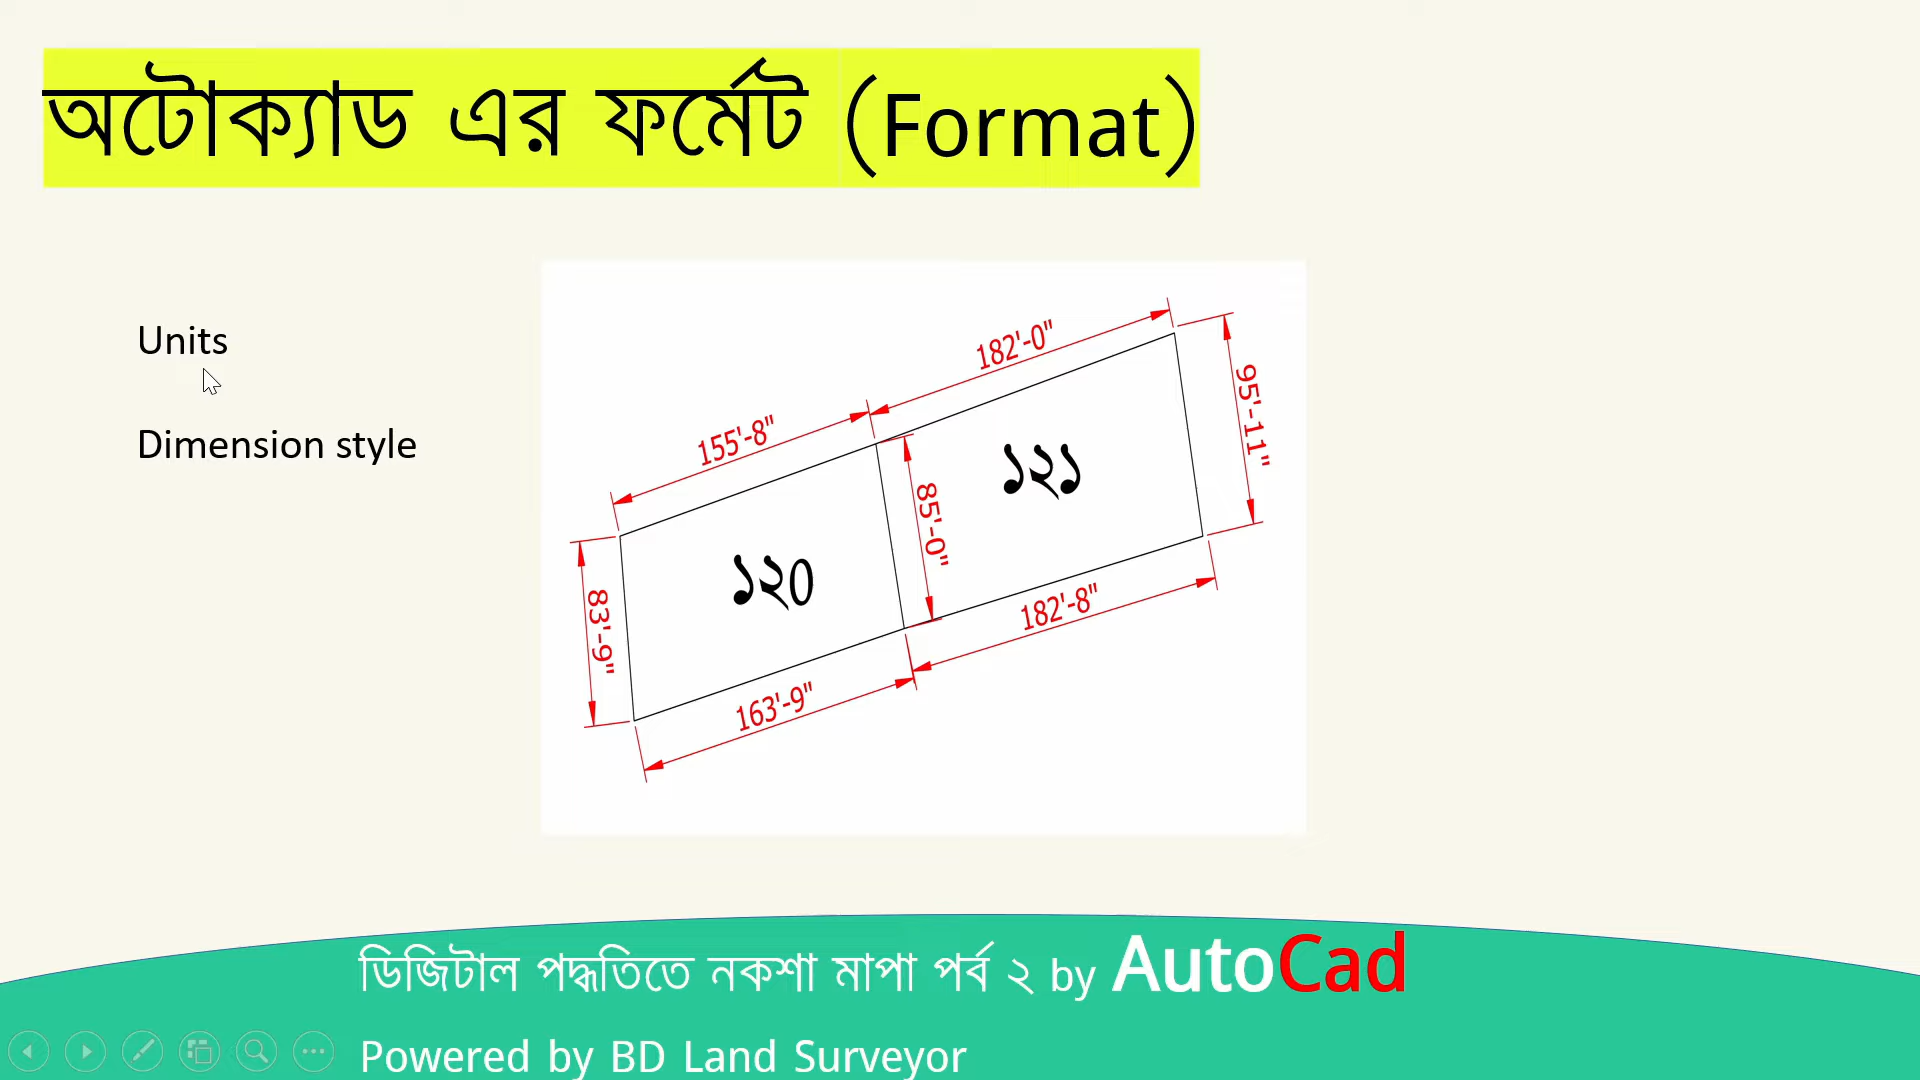 অটোক্যাড এর ফর্মেট (Format)
Units
Dimension style
182'-0"
95'-11"
155'-8"
১২১
85'-0"
১২০
83'-9"
182'-8"
163'-9"
ডিজিটাল পদ্ধতিতে নকশা মাপা পর্ব ২ by AutoCad
Powered by BD Land Surveyor